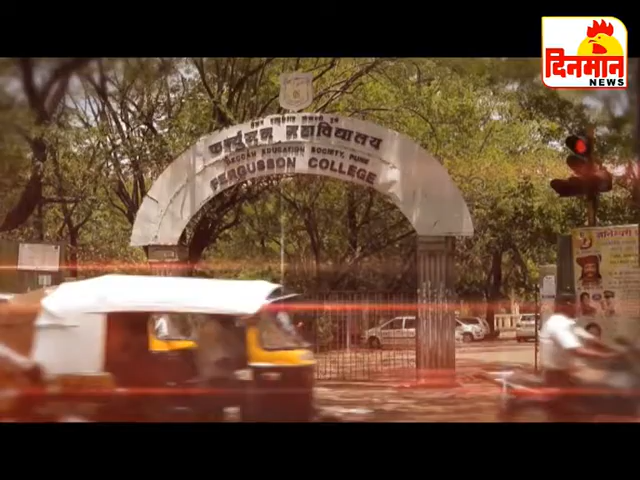 दिनमान
NEWS
फर्ग्युसन महाविद्यालय
DECCAN EDUCATION SOCIETY, PUNE
FERGUSSON COLLEGE